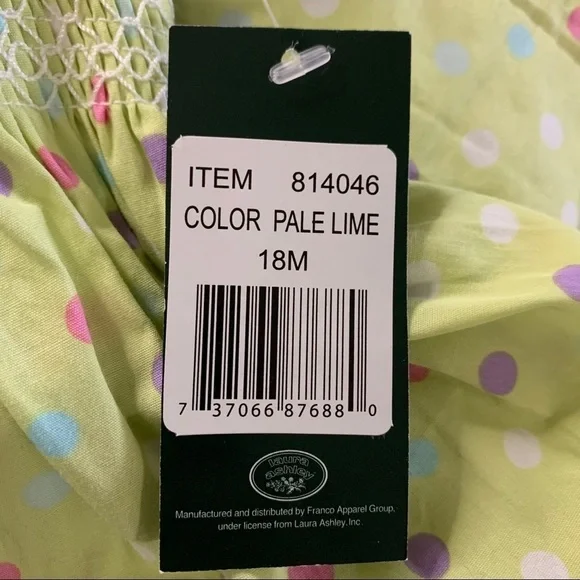 ITEM 814046
COLOR PALE LIME
18M
7 37066 87688 0
laura
ashley
Manufactured and distributed by Franco Apparel Group,
under license from Laura Ashley, Inc